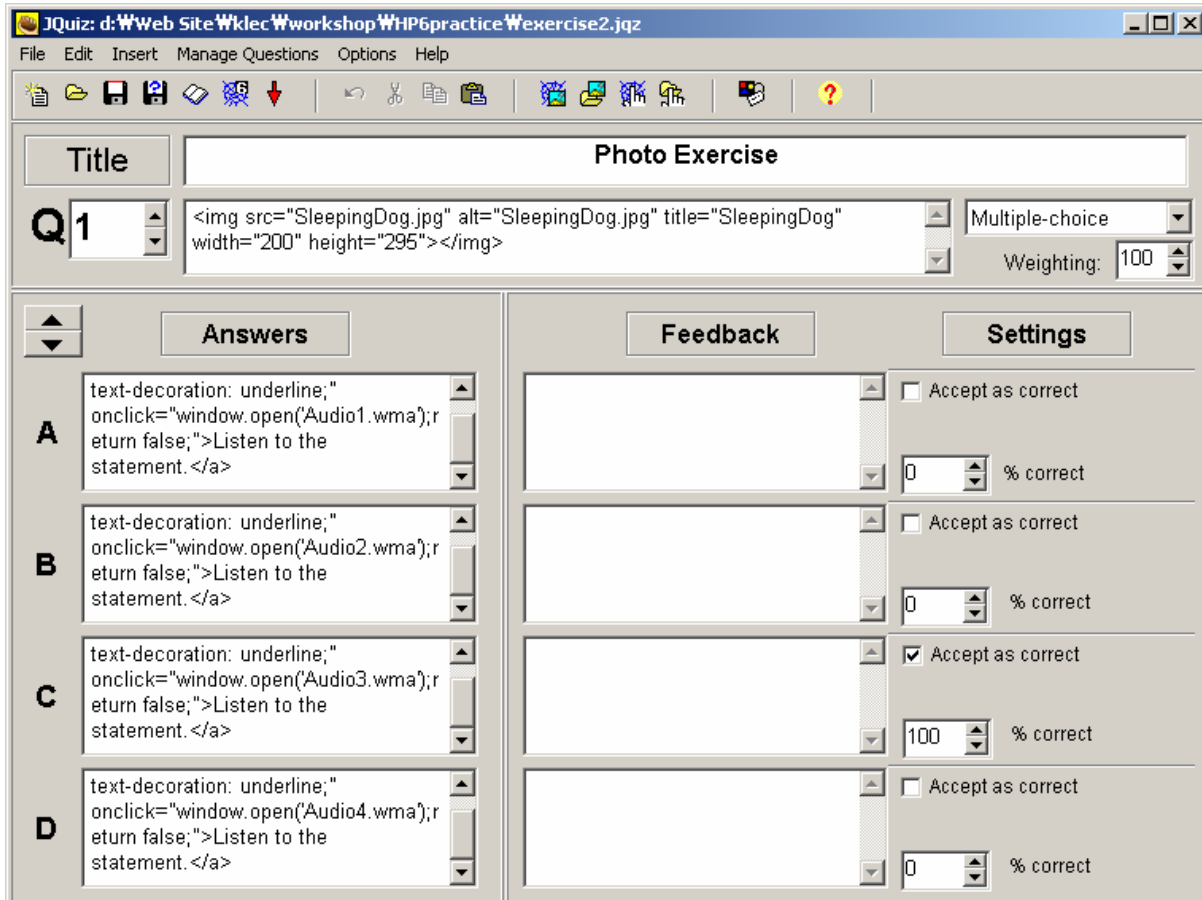 JQuiz: d:₩Web Site₩klec₩workshop₩HP6practice₩exercise2.jqz
File Edit Insert Manage Questions Options Help
Title
Photo Exercise
Q 1
<img src="SleepingDog.jpg" alt="SleepingDog.jpg" title="SleepingDog"
width="200" height="295"></img>
Multiple-choice
Weighting: 100
Answers
Feedback
Settings
A
text-decoration: underline;"
onclick="window.open('Audio1.wma');r
eturn false;">Listen to the
statement.</a>
Accept as correct
0 % correct
B
text-decoration: underline;"
onclick="window.open('Audio2.wma');r
eturn false;">Listen to the
statement.</a>
Accept as correct
0 % correct
C
text-decoration: underline;"
onclick="window.open('Audio3.wma');r
eturn false;">Listen to the
statement.</a>
Accept as correct
100 % correct
D
text-decoration: underline;"
onclick="window.open('Audio4.wma');r
eturn false;">Listen to the
statement.</a>
Accept as correct
0 % correct